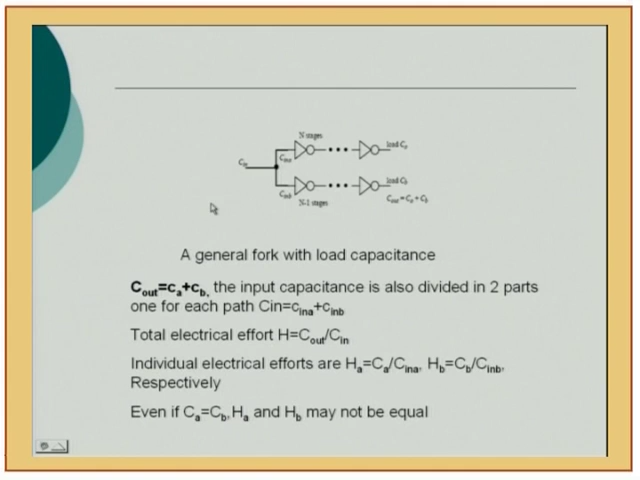 N stages
C_in C_ina load C_a
C_inb load C_b
N-1 stages C_out = C_a + C_b
A general fork with load capacitance
C_out=c_a+c_b, the input capacitance is also divided in 2 parts
one for each path Cin=c_ina+c_inb
Total electrical effort H=C_out/C_in
Individual electrical efforts are H_a=C_a/C_ina, H_b=C_b/C_inb,
Respectively
Even if C_a=C_b, H_a and H_b may not be equal